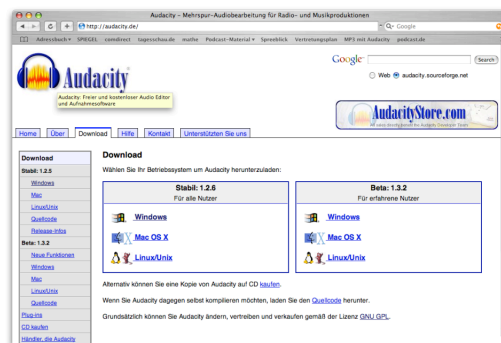 Audacity – Mehrspur-Audiobearbeitung für Radio- und Musikproduktionen
http://audacity.de/
Google
Adressbuch SPIEGEL comdirect tagesschau.de mathe Podcast-Material Spreeblick Vertretungsplan MP3 mit Audacity podcast.de
Audacity
Audacity: Freier und kostenloser Audio Editor
und Aufnahmesoftware
Google
Search
Web audacity.sourceforge.net
AudacityStore.com
Home Über Download Hilfe Kontakt Unterstützten Sie uns
Download
Stabil: 1.2.5
Windows
Mac
Linux/Unix
Quellcode
Release-Infos
Beta: 1.3.2
Neue Funktionen
Windows
Mac
Linux/Unix
Quellcode
Plug-ins
CD kaufen
Händler, die Audacity
Download
Wählen Sie Ihr Betriebssystem um Audacity herunterzuladen:
Stabil: 1.2.6
Für alle Nutzer
Windows
Mac OS X
Linux/Unix
Beta: 1.3.2
Für erfahrene Nutzer
Windows
Mac OS X
Linux/Unix
Alternativ können Sie eine Kopie von Audacity auf CD kaufen.
Wenn Sie Audacity dagegen selbst kompilieren möchten, laden Sie den Quellcode herunter.
Grundsätzlich können Sie Audacity ändern, vertreiben und verkaufen gemäß der Lizenz GNU GPL.